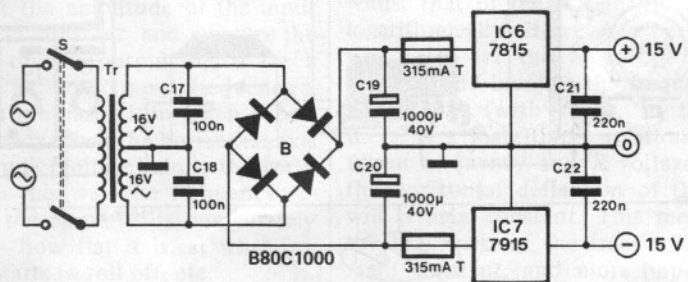 S
Tr
16V
16V
C17
100n
C18
100n
B
B80C1000
315mA T
C19
1000µ
40V
C20
1000µ
40V
315mA T
IC6
7815
IC7
7915
C21
220n
C22
220n
+ 15 V
0
− 15 V